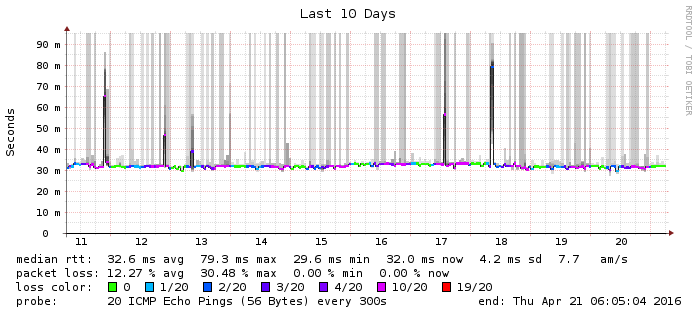 Last 10 Days
RRDTOOL / TOBI OETIKER
Seconds
90 m
80 m
70 m
60 m
50 m
40 m
30 m
20 m
10 m
0
11 12 13 14 15 16 17 18 19 20
median rtt: 32.6 ms avg 79.3 ms max 29.6 ms min 32.0 ms now 4.2 ms sd 7.7 am/s
packet loss: 12.27 % avg 30.48 % max 0.00 % min 0.00 % now
loss color: 0 1/20 2/20 3/20 4/20 10/20 19/20
probe: 20 ICMP Echo Pings (56 Bytes) every 300s end: Thu Apr 21 06:05:04 2016